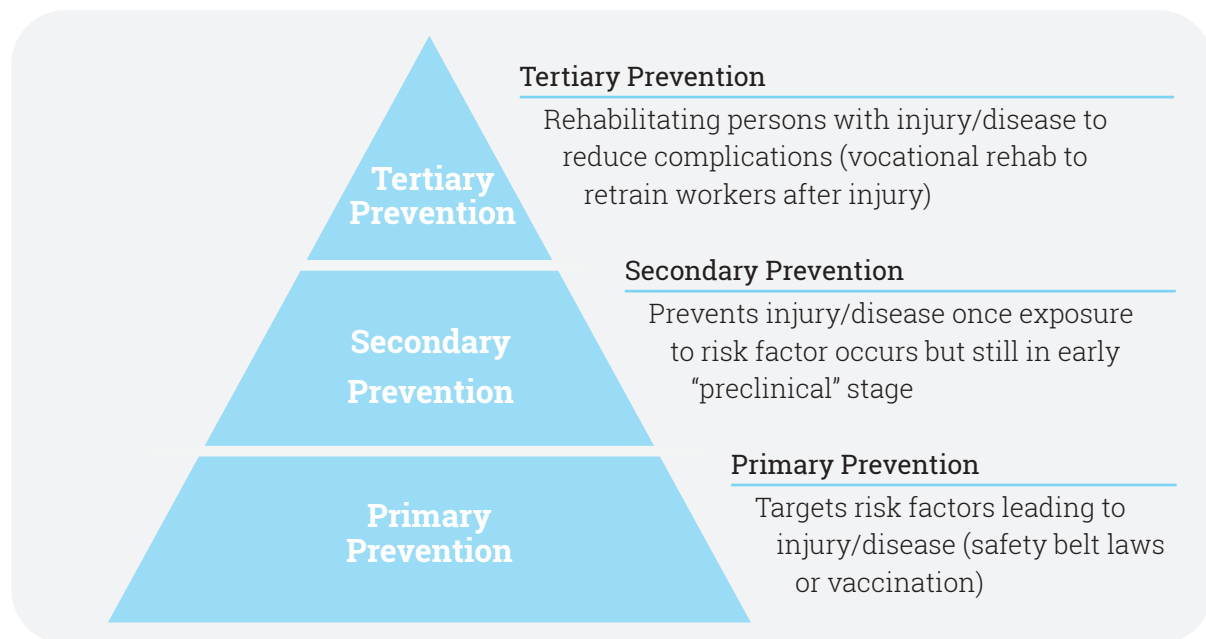 Tertiary Prevention
Rehabilitating persons with injury/disease to
reduce complications (vocational rehab to
retrain workers after injury)
Tertiary
Prevention
Secondary Prevention
Prevents injury/disease once exposure
to risk factor occurs but still in early
“preclinical” stage
Secondary
Prevention
Primary Prevention
Targets risk factors leading to
injury/disease (safety belt laws
or vaccination)
Primary
Prevention